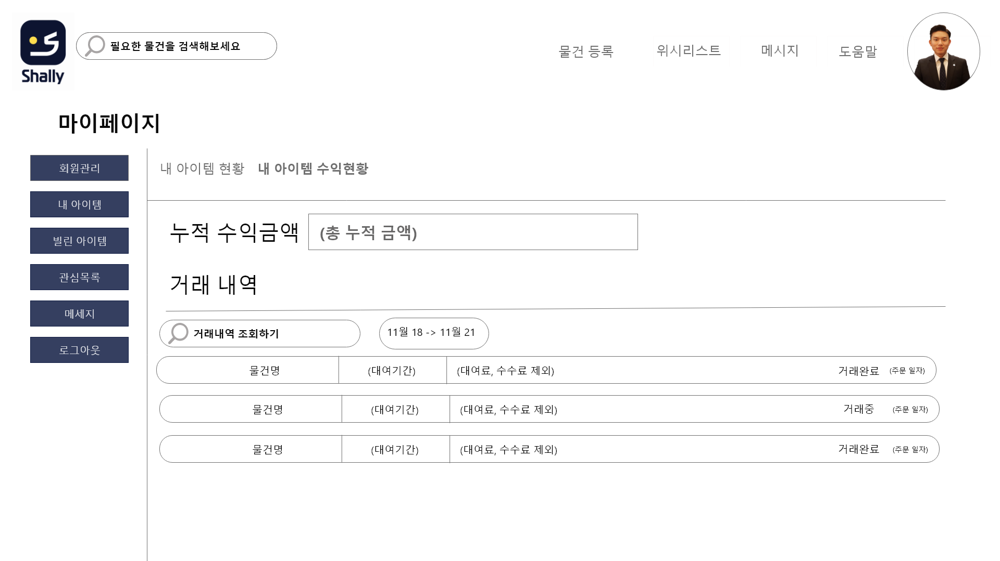 Shally
필요한 물건을 검색해보세요
물건 등록
위시리스트
메시지
도움말
마이페이지
회원관리
내 아이템
빌린 아이템
관심목록
메세지
로그아웃
내 아이템 현황 내 아이템 수익현황
누적 수익금액 (총 누적 금액)
거래 내역
거래내역 조회하기 11월 18 -> 11월 21
물건명 (대여기간) (대여료, 수수료 제외) 거래완료 (주문 일자)
물건명 (대여기간) (대여료, 수수료 제외) 거래중 (주문 일자)
물건명 (대여기간) (대여료, 수수료 제외) 거래완료 (주문 일자)